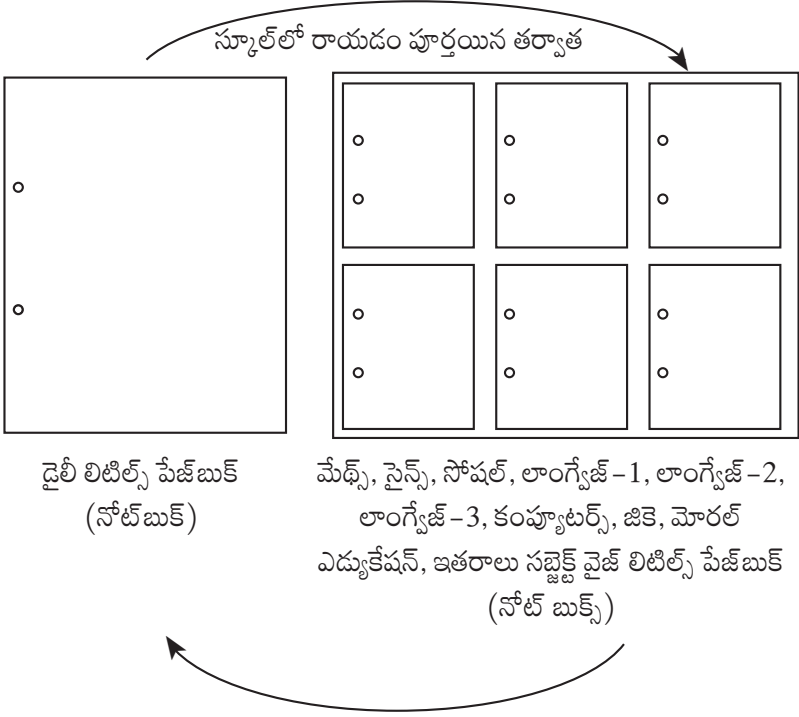 స్కూల్‌లో రాయడం పూర్తయిన తర్వాత
డైలీ లిటిల్స్ పేజ్‌బుక్
(నోట్‌బుక్)
మేథ్స్, సైన్స్, సోషల్, లాంగ్వేజ్-1, లాంగ్వేజ్-2,
లాంగ్వేజ్-3, కంప్యూటర్స్, జికె, మోరల్
ఎడ్యుకేషన్, ఇతరాలు సబ్జెక్ట్ వైజ్ లిటిల్స్ పేజ్‌బుక్
(నోట్ బుక్స్)